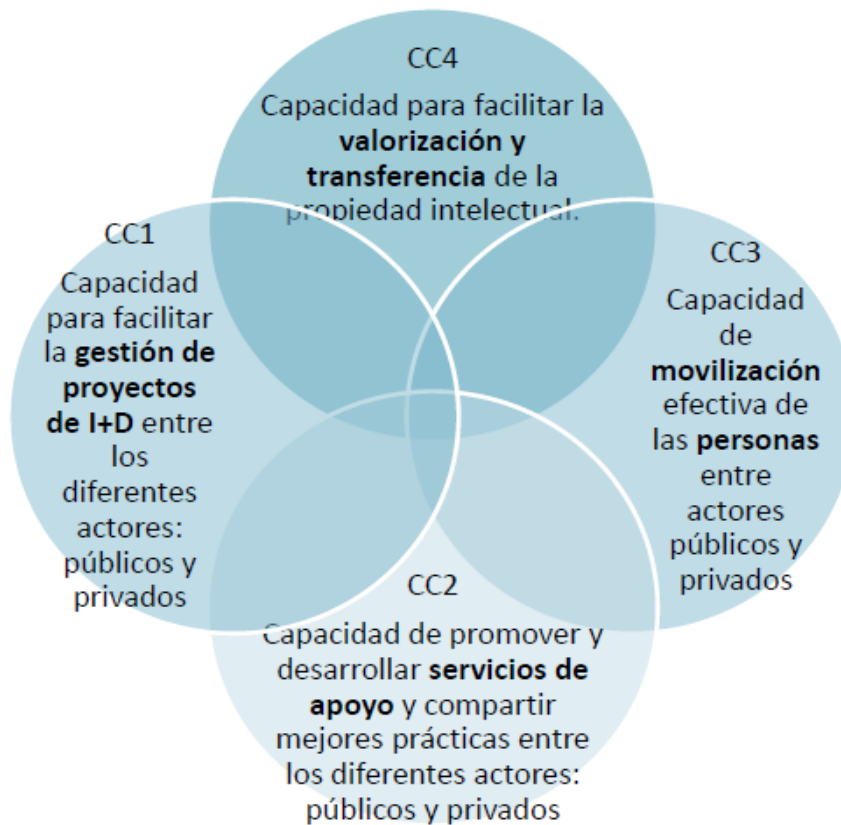 CC4
Capacidad para facilitar la
valorización y
transferencia de la
propiedad intelectual.
CC1
Capacidad
para facilitar
la gestión de
proyectos
de I+D entre
los
diferentes
actores:
públicos y
privados
CC3
Capacidad
de
movilización
efectiva de
las personas
entre
actores
públicos y
privados
CC2
Capacidad de promover y
desarrollar servicios de
apoyo y compartir
mejores prácticas entre
los diferentes actores:
públicos y privados